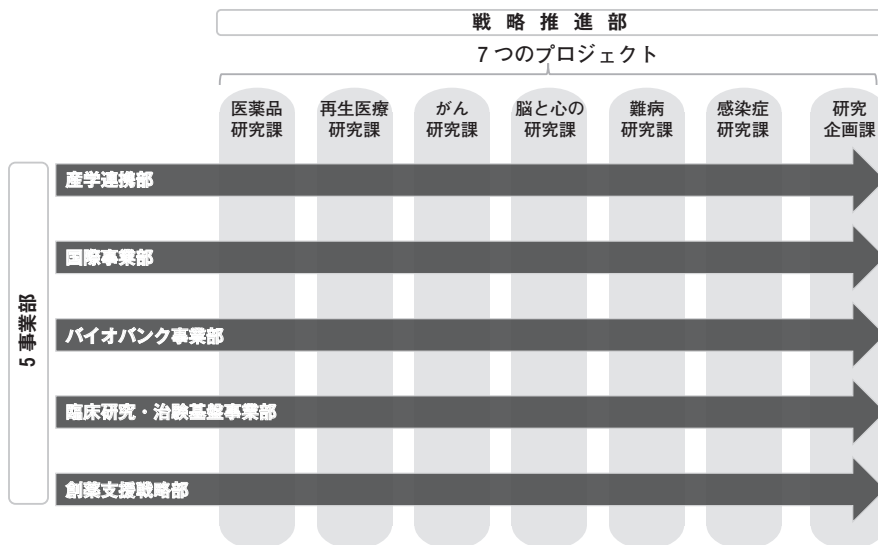 戦略推進部
7つのプロジェクト
医薬品
研究課
再生医療
研究課
がん
研究課
脳と心の
研究課
難病
研究課
感染症
研究課
研究
企画課
5事業部
産学連携部
国際事業部
バイオバンク事業部
臨床研究・治験基盤事業部
創薬支援戦略部